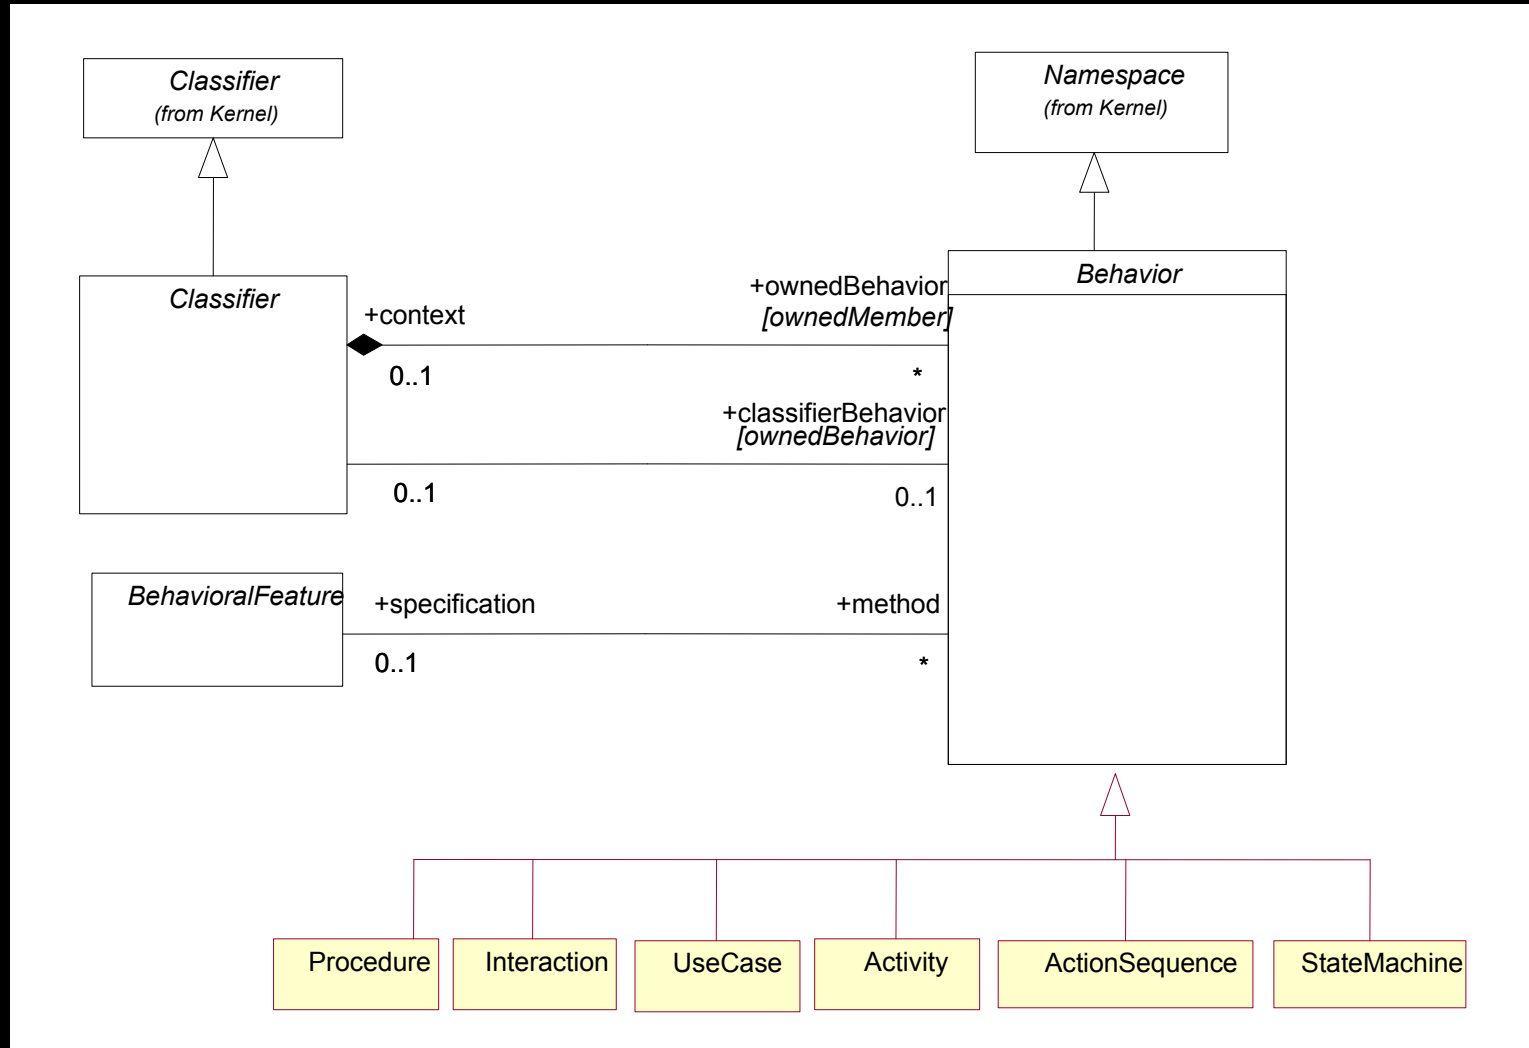 Classifier
(from Kernel)
Namespace
(from Kernel)
Classifier
Behavior
+context
+ownedBehavior
[ownedMember]
0..1
*
+classifierBehavior
[ownedBehavior]
0..1
0..1
BehavioralFeature
+specification
+method
0..1
*
Procedure
Interaction
UseCase
Activity
ActionSequence
StateMachine